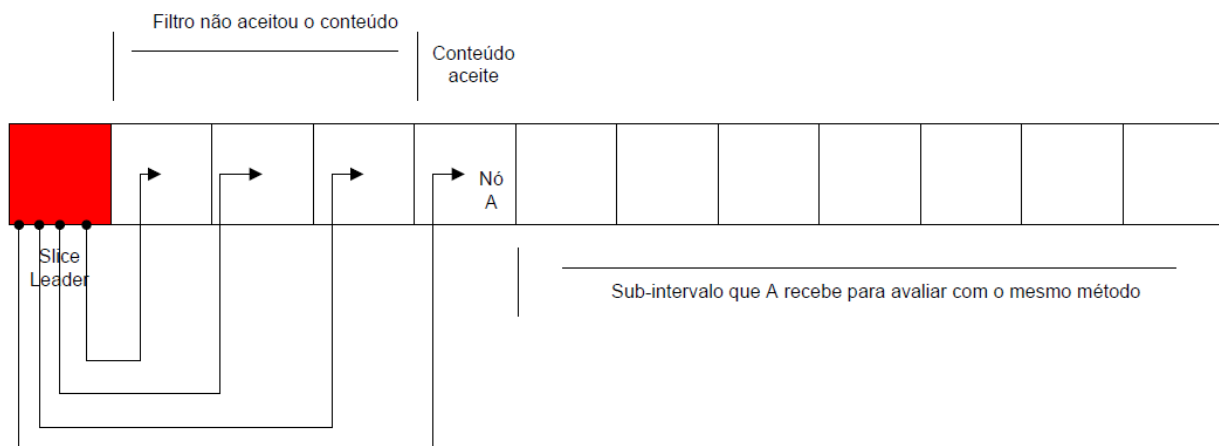 Filtro não aceitou o conteúdo
Conteúdo
aceite
Nó
A
Slice
Leader
Sub-intervalo que A recebe para avaliar com o mesmo método